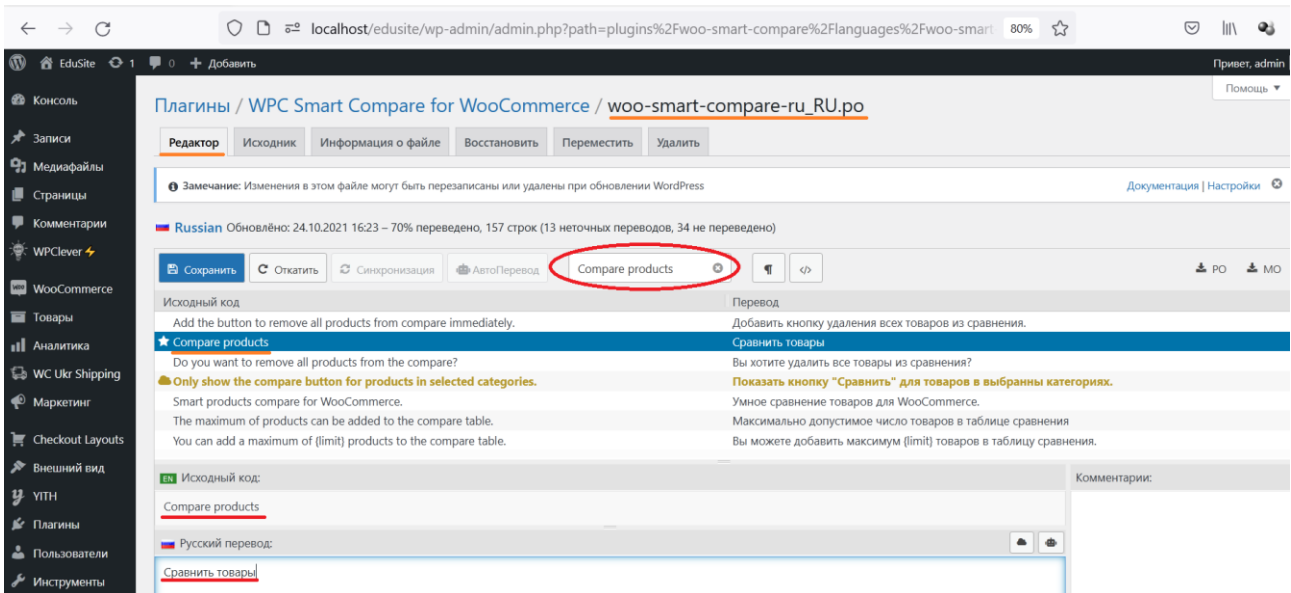 localhost/edusite/wp-admin/admin.php?path=plugins%2Fwoo-smart-compare%2Flanguages%2Fwoo-smart- 80%
EduSite 1 0 + Добавить Привет, admin
Помощь
Консоль
Записи
Медиафайлы
Страницы
Комментарии
WPClever
WooCommerce
Товары
Аналитика
WC Ukr Shipping
Маркетинг
Checkout Layouts
Внешний вид
YITH
Плагины
Пользователи
Инструменты
Плагины / WPC Smart Compare for WooCommerce / woo-smart-compare-ru_RU.po
Редактор Исходник Информация о файле Восстановить Переместить Удалить
Замечание: Изменения в этом файле могут быть перезаписаны или удалены при обновлении WordPress Документация | Настройки
Russian Обновлёно: 24.10.2021 16:23 – 70% переведено, 157 строк (13 неточных переводов, 34 не переведено)
Сохранить Откатить Синхронизация АвтоПеревод Compare products ¶ </> PO MO
Исходный код Перевод
Add the button to remove all products from compare immediately. Добавить кнопку удаления всех товаров из сравнения.
Compare products Сравнить товары
Do you want to remove all products from the compare? Вы хотите удалить все товары из сравнения?
Only show the compare button for products in selected categories. Показать кнопку "Сравнить" для товаров в выбранны категориях.
Smart products compare for WooCommerce. Умное сравнение товаров для WooCommerce.
The maximum of products can be added to the compare table. Максимально допустимое число товаров в таблице сравнения
You can add a maximum of {limit} products to the compare table. Вы можете добавить максимум {limit} товаров в таблицу сравнения.
EN Исходный код: Комментарии:
Compare products
Русский перевод:
Сравнить товары